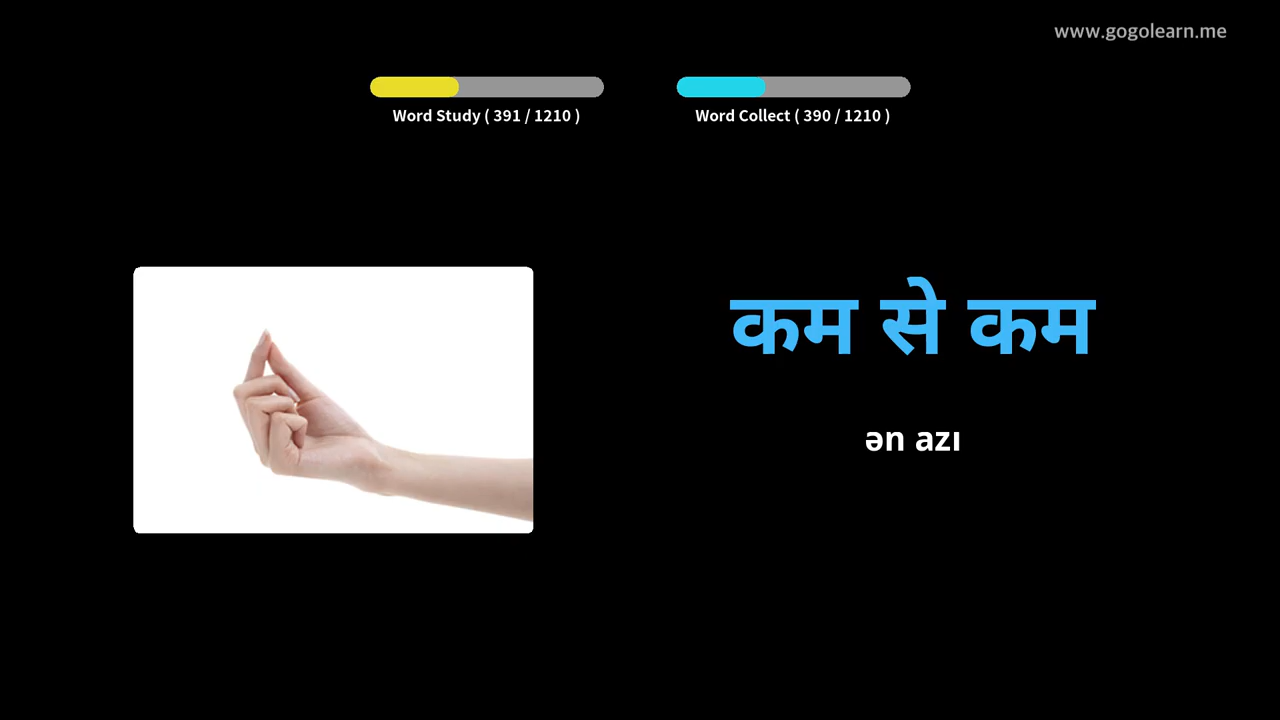 www.gogolearn.me
Word Study ( 391 / 1210 )
Word Collect ( 390 / 1210 )
कम से कम
ən azı